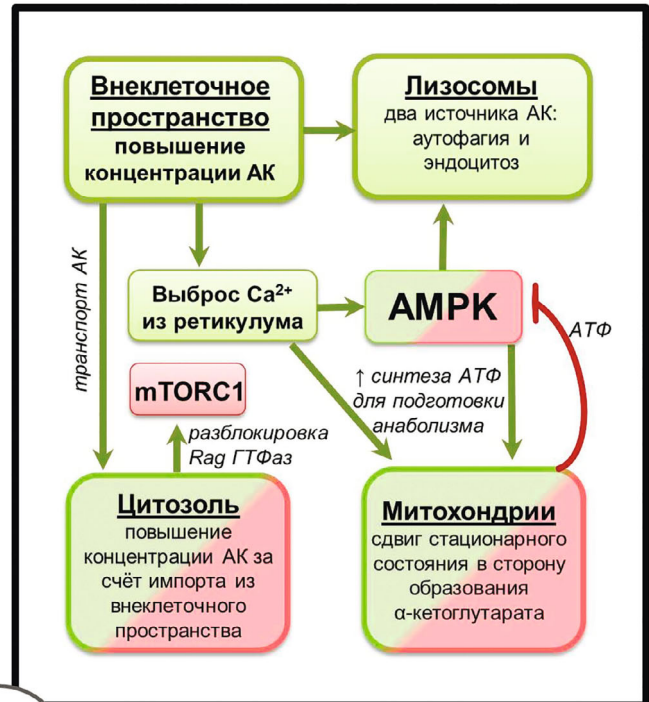 Внеклеточное
пространство
повышение
концентрации АК
Лизосомы
два источника АК:
аутофагия и
эндоцитоз
транспорт АК
Выброс Ca²⁺
из ретикулума
AMPK
АТФ
↑ синтеза АТФ
для подготовки
анаболизма
mTORC1
разблокировка
Rag ГТФаз
Цитозоль
повышение
концентрации АК за
счёт импорта из
внеклеточного
пространства
Митохондрии
сдвиг стационарного
состояния в сторону
образования
α-кетоглутарата